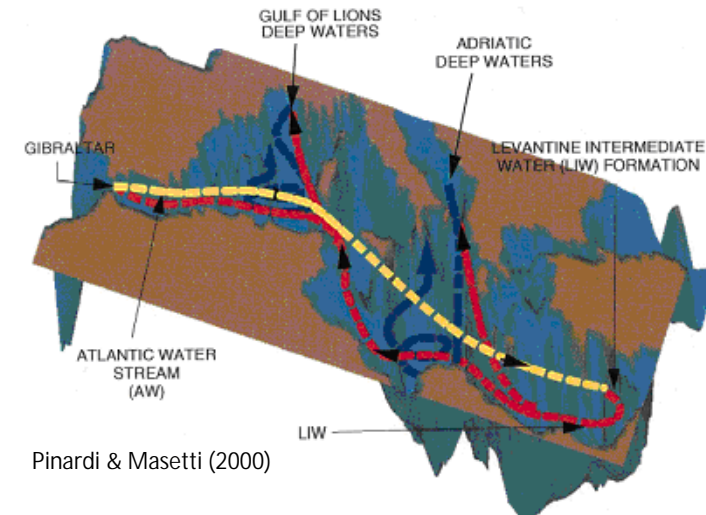 GULF OF LIONS
DEEP WATERS
ADRIATIC
DEEP WATERS
GIBRALTAR
LEVANTINE INTERMEDIATE
WATER (LIW) FORMATION
ATLANTIC WATER
STREAM
(AW)
LIW
Pinardi & Masetti (2000)